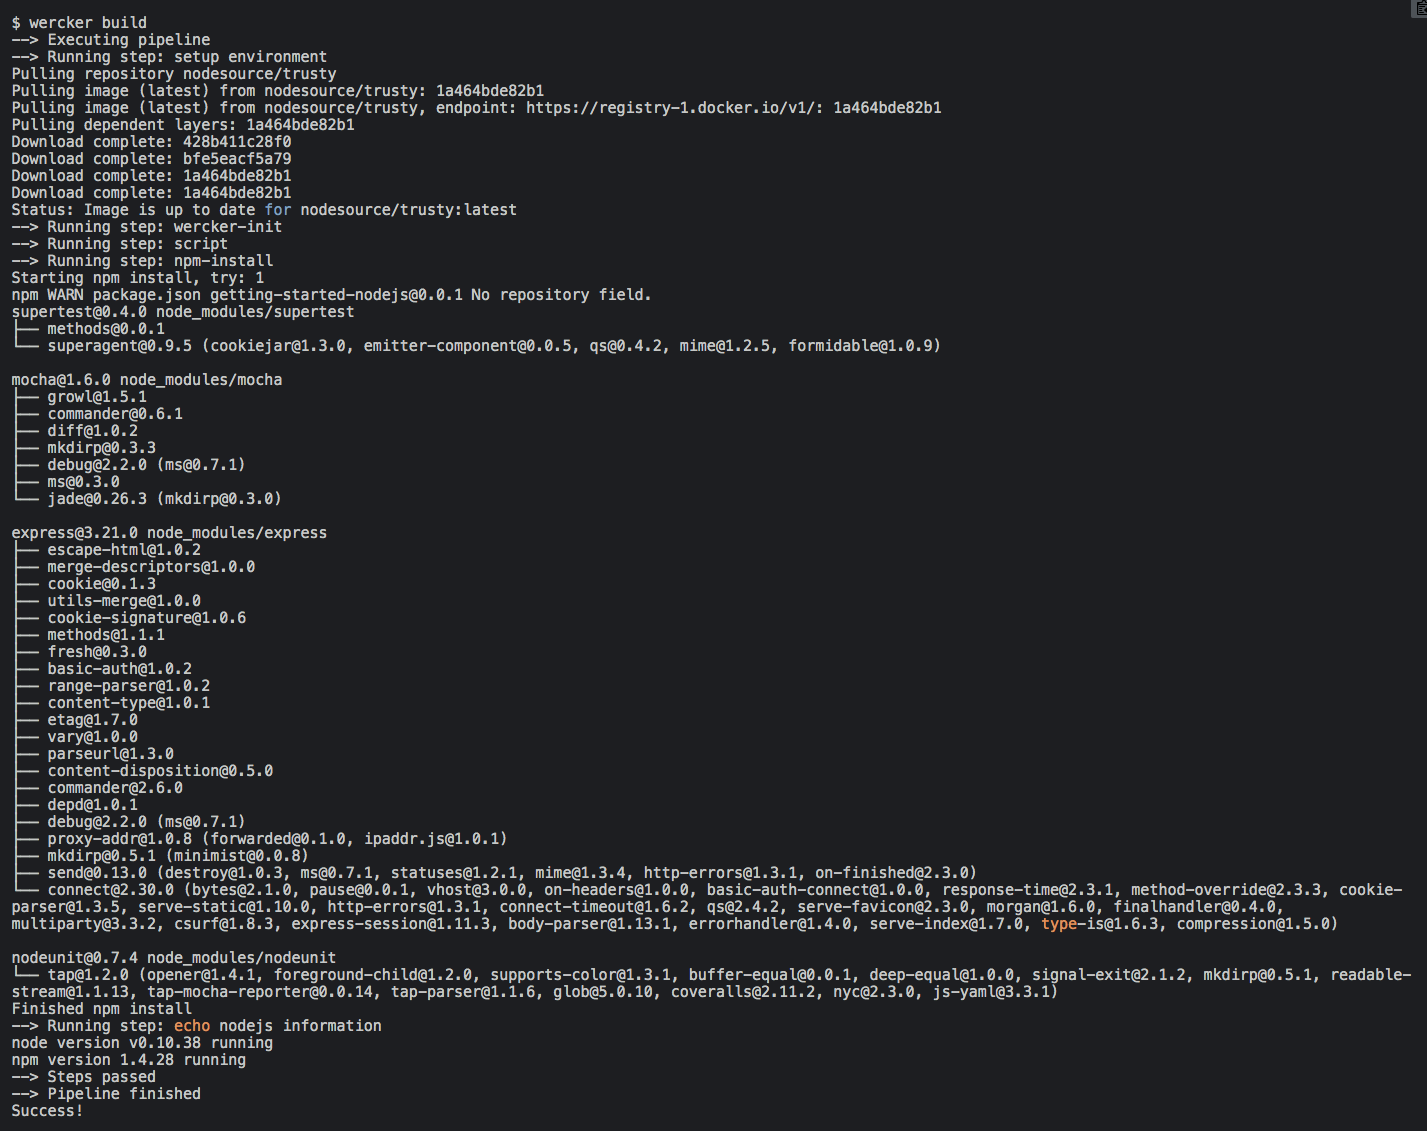 $ wercker build
--> Executing pipeline
--> Running step: setup environment
Pulling repository nodesource/trusty
Pulling image (latest) from nodesource/trusty: 1a464bde82b1
Pulling image (latest) from nodesource/trusty, endpoint: https://registry-1.docker.io/v1/: 1a464bde82b1
Pulling dependent layers: 1a464bde82b1
Download complete: 428b411c28f0
Download complete: bfe5eacf5a79
Download complete: 1a464bde82b1
Download complete: 1a464bde82b1
Status: Image is up to date for nodesource/trusty:latest
--> Running step: wercker-init
--> Running step: script
--> Running step: npm-install
Starting npm install, try: 1
npm WARN package.json getting-started-nodejs@0.0.1 No repository field.
supertest@0.4.0 node_modules/supertest
├── methods@0.0.1
└── superagent@0.9.5 (cookiejar@1.3.0, emitter-component@0.0.5, qs@0.4.2, mime@1.2.5, formidable@1.0.9)

mocha@1.6.0 node_modules/mocha
├── growl@1.5.1
├── commander@0.6.1
├── diff@1.0.2
├── mkdirp@0.3.3
├── debug@2.2.0 (ms@0.7.1)
├── ms@0.3.0
└── jade@0.26.3 (mkdirp@0.3.0)

express@3.21.0 node_modules/express
├── escape-html@1.0.2
├── merge-descriptors@1.0.0
├── cookie@0.1.3
├── utils-merge@1.0.0
├── cookie-signature@1.0.6
├── methods@1.1.1
├── fresh@0.3.0
├── basic-auth@1.0.2
├── range-parser@1.0.2
├── content-type@1.0.1
├── etag@1.7.0
├── vary@1.0.0
├── parseurl@1.3.0
├── content-disposition@0.5.0
├── commander@2.6.0
├── depd@1.0.1
├── debug@2.2.0 (ms@0.7.1)
├── proxy-addr@1.0.8 (forwarded@0.1.0, ipaddr.js@1.0.1)
├── mkdirp@0.5.1 (minimist@0.0.8)
├── send@0.13.0 (destroy@1.0.3, ms@0.7.1, statuses@1.2.1, mime@1.3.4, http-errors@1.3.1, on-finished@2.3.0)
└── connect@2.30.0 (bytes@2.1.0, pause@0.0.1, vhost@3.0.0, on-headers@1.0.0, basic-auth-connect@1.0.0, response-time@2.3.1, method-override@2.3.3, cookie-
parser@1.3.5, serve-static@1.10.0, http-errors@1.3.1, connect-timeout@1.6.2, qs@2.4.2, serve-favicon@2.3.0, morgan@1.6.0, finalhandler@0.4.0,
multiparty@3.3.2, csurf@1.8.3, express-session@1.11.3, body-parser@1.13.1, errorhandler@1.4.0, serve-index@1.7.0, type-is@1.6.3, compression@1.5.0)

nodeunit@0.7.4 node_modules/nodeunit
└── tap@1.2.0 (opener@1.4.1, foreground-child@1.2.0, supports-color@1.3.1, buffer-equal@0.0.1, deep-equal@1.0.0, signal-exit@2.1.2, mkdirp@0.5.1, readable-
stream@1.1.13, tap-mocha-reporter@0.0.14, tap-parser@1.1.6, glob@5.0.10, coveralls@2.11.2, nyc@2.3.0, js-yaml@3.3.1)
Finished npm install
--> Running step: echo nodejs information
node version v0.10.38 running
npm version 1.4.28 running
--> Steps passed
--> Pipeline finished
Success!